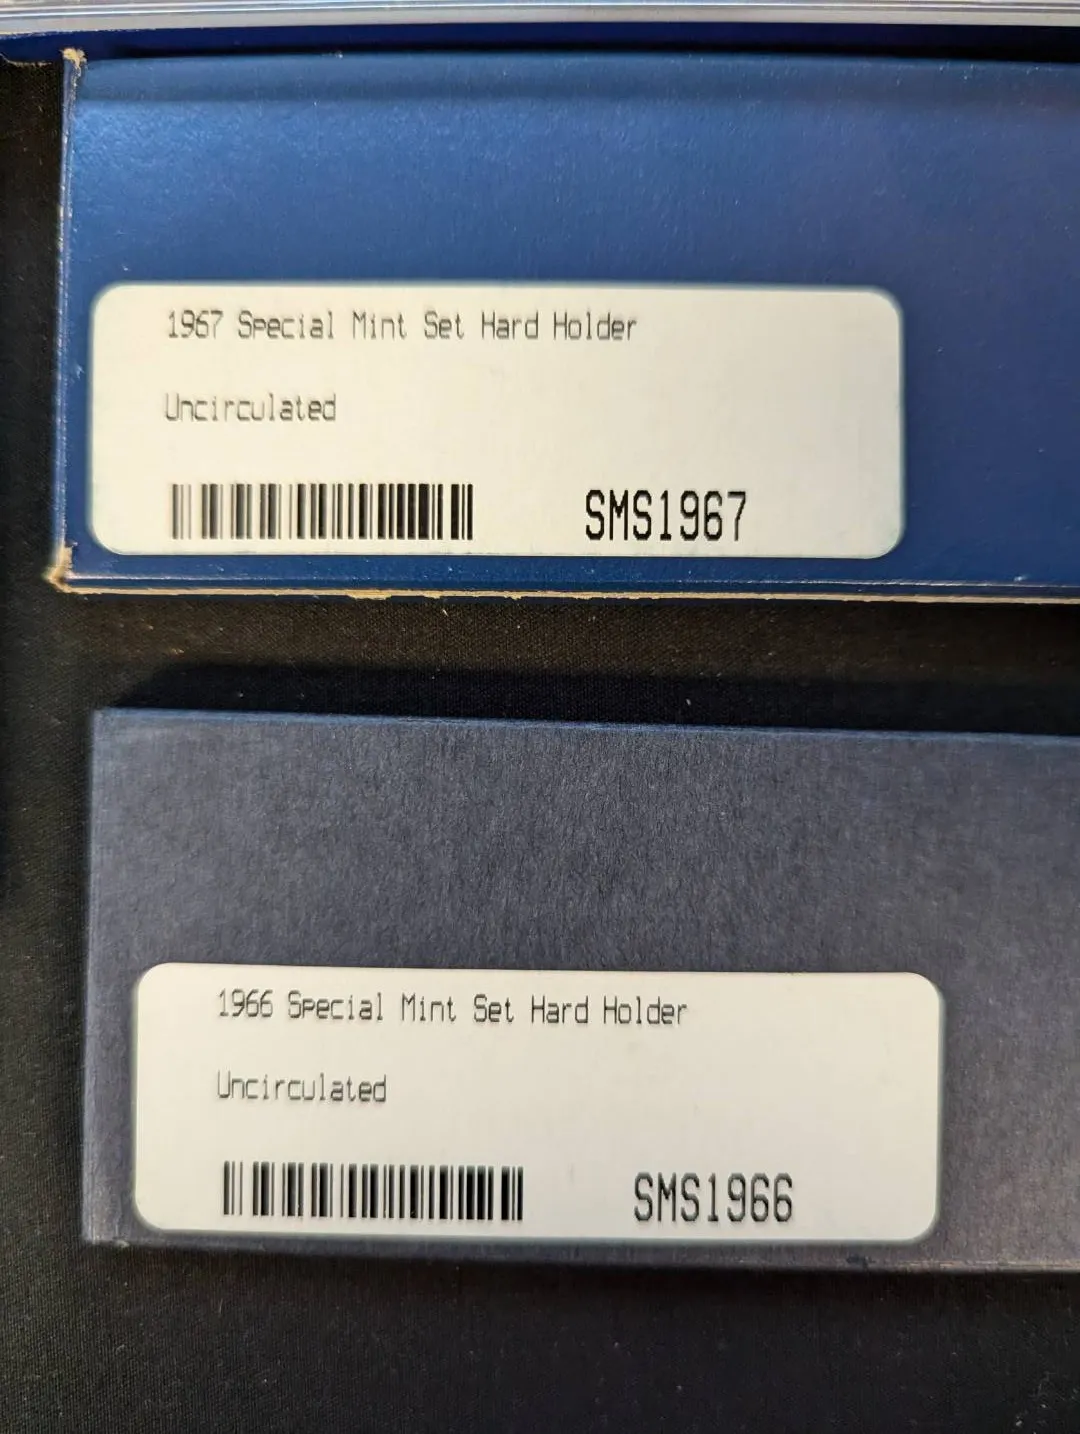 1967 Special Mint Set Hard Holder
Uncirculated
SMS1967
1966 Special Mint Set Hard Holder
Uncirculated
SMS1966